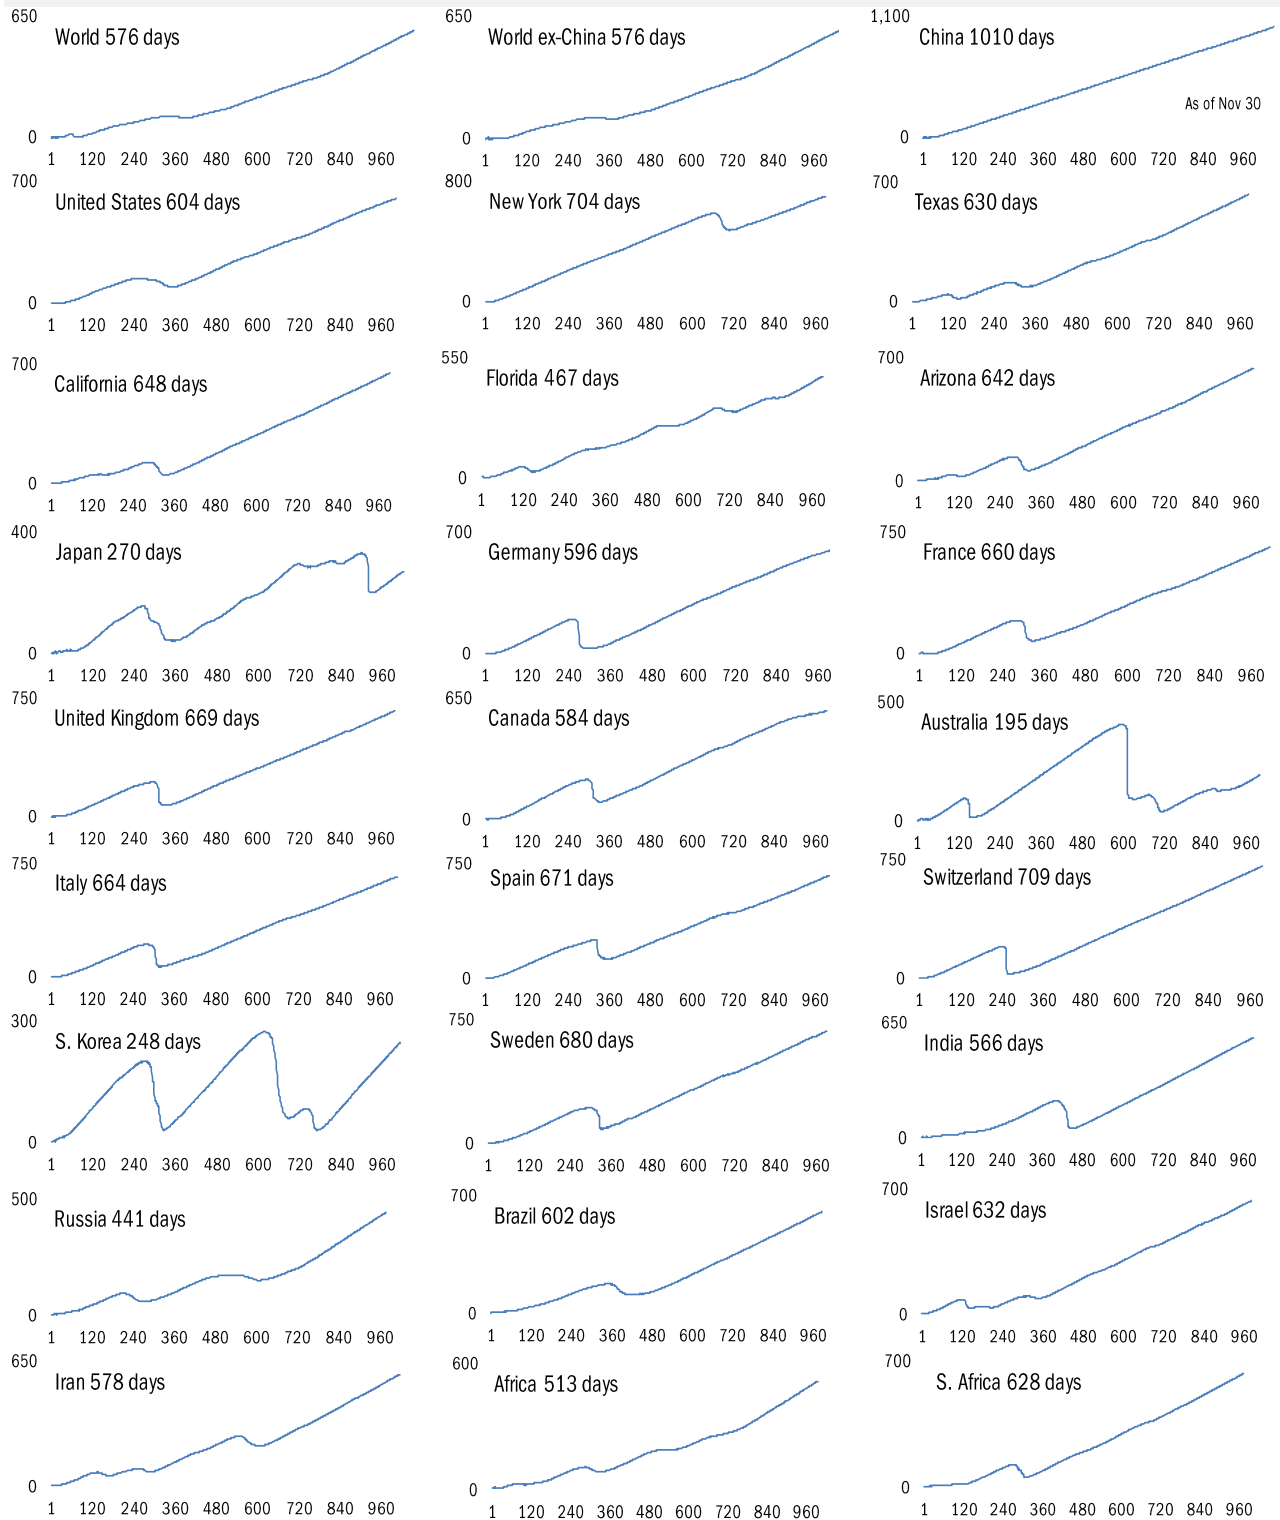 650
World 576 days
0
1 120 240 360 480 600 720 840 960
650
World ex-China 576 days
0
1 120 240 360 480 600 720 840 960
1,100
China 1010 days
As of Nov 30
0
1 120 240 360 480 600 720 840 960
700
United States 604 days
0
1 120 240 360 480 600 720 840 960
800
New York 704 days
0
1 120 240 360 480 600 720 840 960
700
Texas 630 days
0
1 120 240 360 480 600 720 840 960
700
California 648 days
0
1 120 240 360 480 600 720 840 960
550
Florida 467 days
0
1 120 240 360 480 600 720 840 960
700
Arizona 642 days
0
1 120 240 360 480 600 720 840 960
400
Japan 270 days
0
1 120 240 360 480 600 720 840 960
700
Germany 596 days
0
1 120 240 360 480 600 720 840 960
750
France 660 days
0
1 120 240 360 480 600 720 840 960
750
United Kingdom 669 days
0
1 120 240 360 480 600 720 840 960
650
Canada 584 days
0
1 120 240 360 480 600 720 840 960
500
Australia 195 days
0
1 120 240 360 480 600 720 840 960
750
Italy 664 days
0
1 120 240 360 480 600 720 840 960
750
Spain 671 days
0
1 120 240 360 480 600 720 840 960
750
Switzerland 709 days
0
1 120 240 360 480 600 720 840 960
300
S. Korea 248 days
0
1 120 240 360 480 600 720 840 960
750
Sweden 680 days
0
1 120 240 360 480 600 720 840 960
650
India 566 days
0
1 120 240 360 480 600 720 840 960
500
Russia 441 days
0
1 120 240 360 480 600 720 840 960
700
Brazil 602 days
0
1 120 240 360 480 600 720 840 960
700
Israel 632 days
0
1 120 240 360 480 600 720 840 960
650
Iran 578 days
0
1 120 240 360 480 600 720 840 960
600
Africa 513 days
0
1 120 240 360 480 600 720 840 960
700
S. Africa 628 days
0
1 120 240 360 480 600 720 840 960